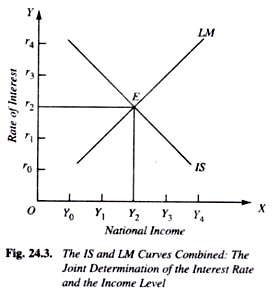 Y
r4
LM
r3
E
r2
Rate of Interest
r1
r0
IS
O
Y0 Y1 Y2 Y3 Y4
X
National Income
Fig. 24.3. The IS and LM Curves Combined: The
Joint Determination of the Interest Rate
and the Income Level